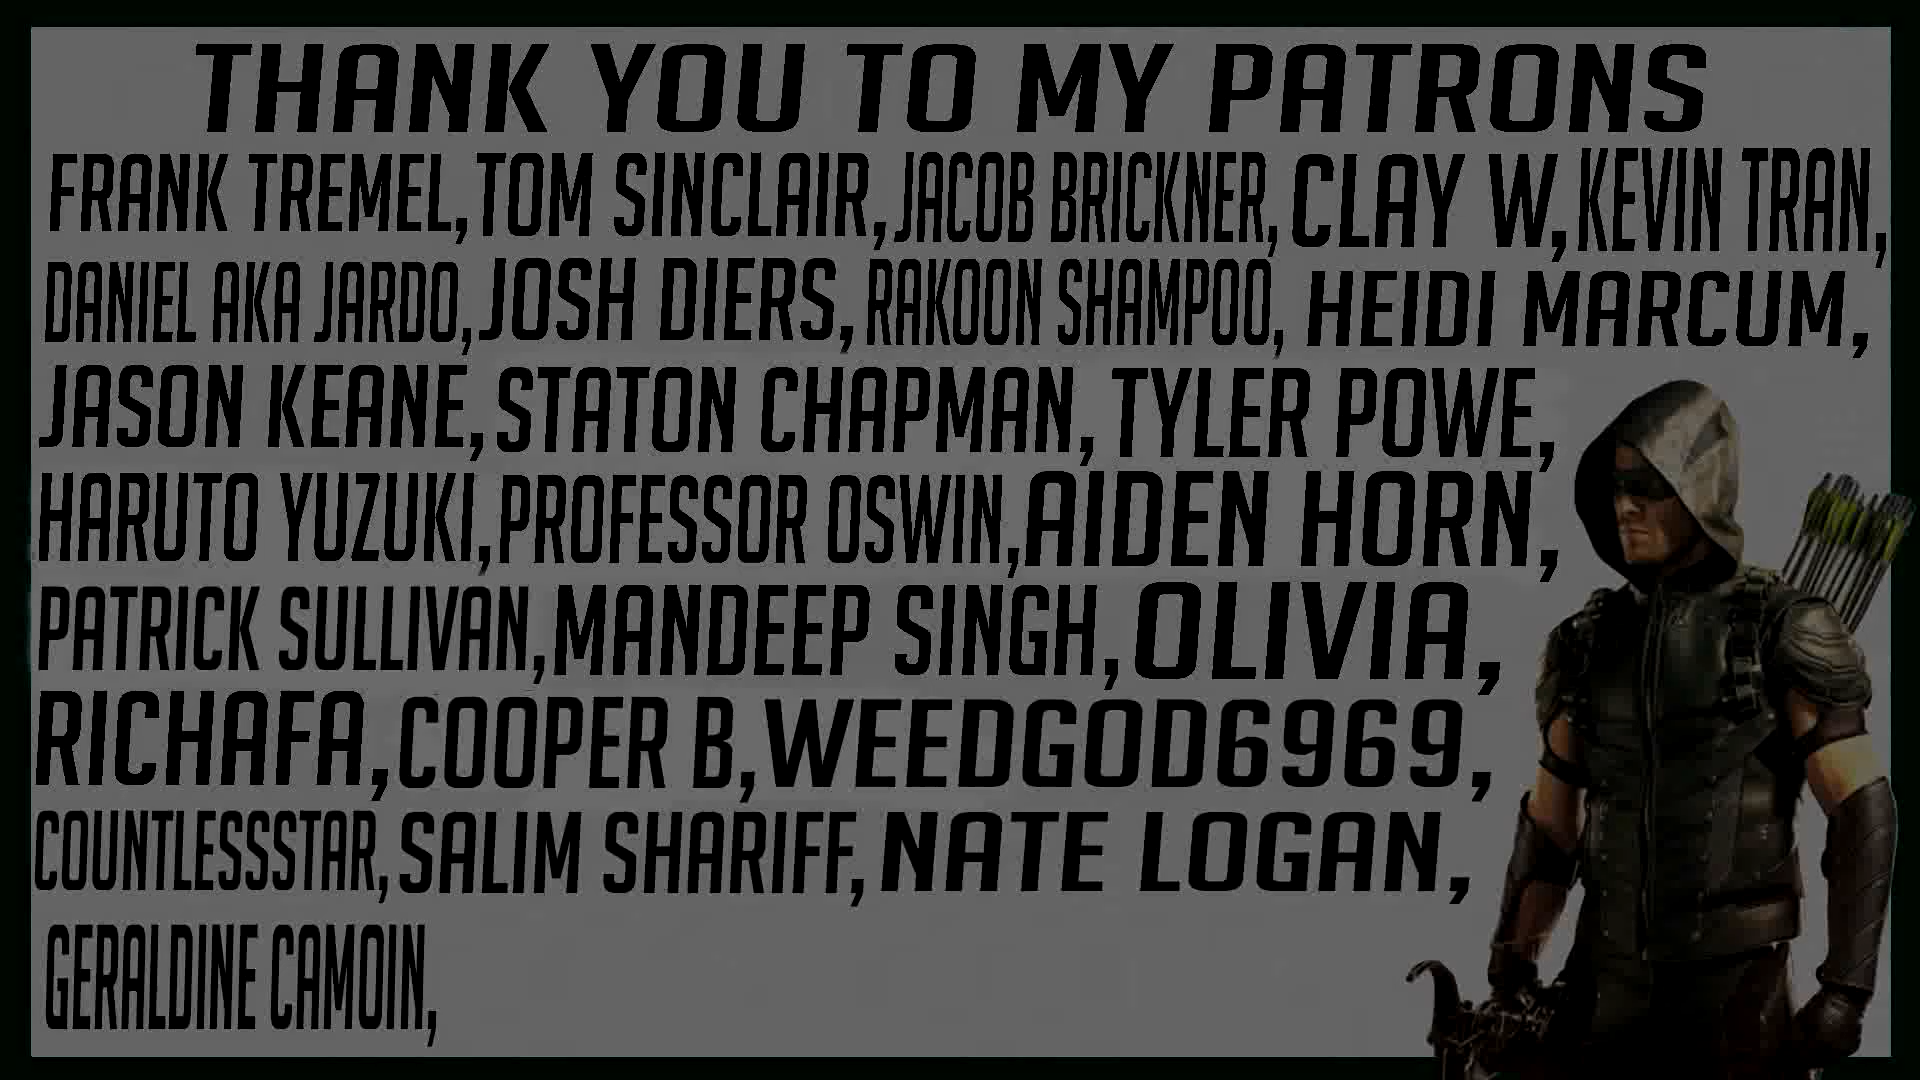 THANK YOU TO MY PATRONS
FRANK TREMEL, TOM SINCLAIR, JACOB BRICKNER, CLAY W, KEVIN TRAN,
DANIEL AKA JARDO, JOSH DIERS, RAKOON SHAMPOO, HEIDI MARCUM,
JASON KEANE, STATON CHAPMAN, TYLER POWE,
HARUTO YUZUKI, PROFESSOR OSWIN, AIDEN HORN,
PATRICK SULLIVAN, MANDEEP SINGH, OLIVIA,
RICHAFA, COOPER B, WEEDGOD6969,
COUNTLESSSTAR, SALIM SHARIFF, NATE LOGAN,
GERALDINE CAMOIN,